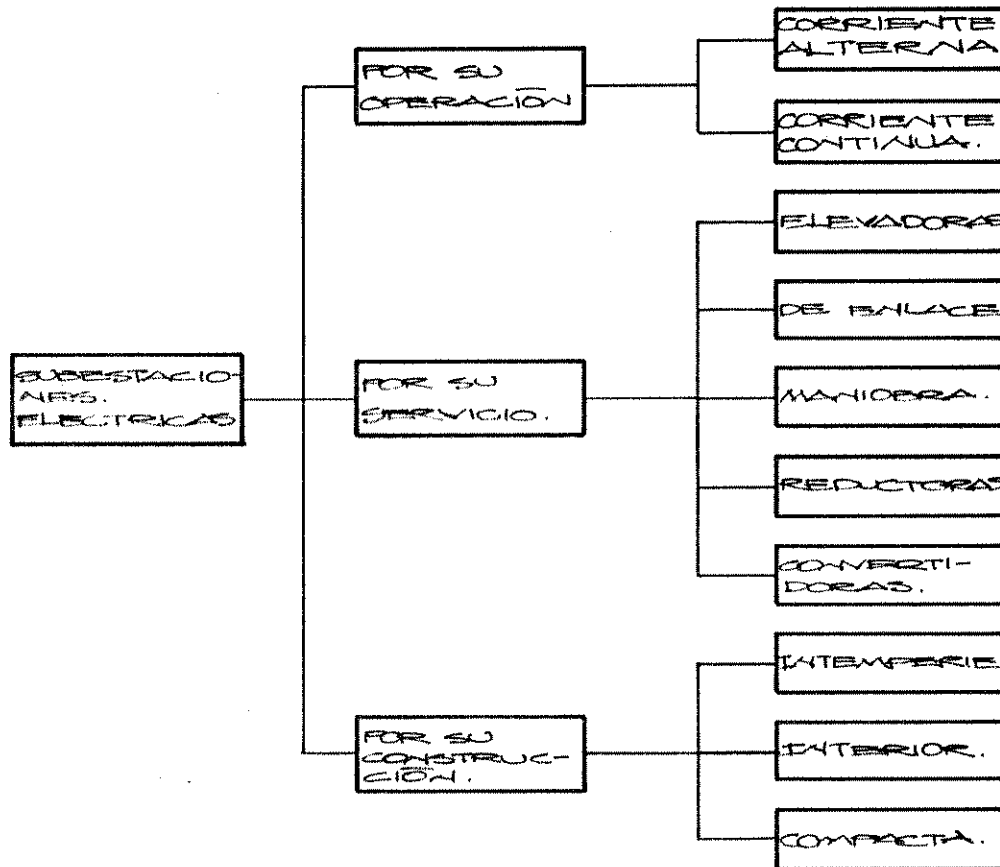 SUBESTACIO-
NES.
ELECTRICAS
POR SU
OPERACIÓN
CORRIENTE
ALTERNA
CORRIENTE
CONTINUA.
POR SU
SERVICIO.
ELEVADORAS
DE ENLACE
MANIOBRA.
REDUCTORAS
CONVERTI-
DORAS.
POR SU
CONSTRUC-
CIÓN.
INTEMPERIE
INTERIOR.
COMPACTA.